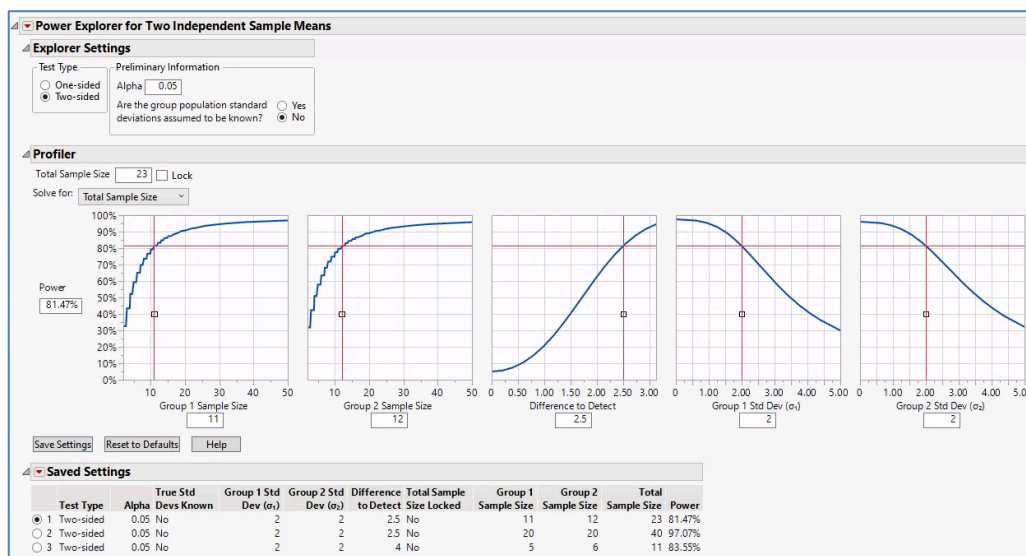 Power Explorer for Two Independent Sample Means
Explorer Settings
Test Type
One-sided
Two-sided
Preliminary Information
Alpha 0.05
Are the group population standard deviations assumed to be known?
Yes
No
Profiler
Total Sample Size 23 Lock
Solve for: Total Sample Size
Power
81.47%
100%
90%
80%
70%
60%
50%
40%
30%
20%
10%
0%
10 20 30 40 50
Group 1 Sample Size
11
10 20 30 40 50
Group 2 Sample Size
12
0.00 0.50 1.00 1.50 2.00 2.50 3.00
Difference to Detect
2.5
1.00 2.00 3.00 4.00 5.00
Group 1 Std Dev (σ₁)
2
0.00 1.00 2.00 3.00 4.00 5.00
Group 2 Std Dev (σ₂)
2
Save Settings Reset to Defaults Help
Saved Settings
Test Type Alpha True Std Devs Known Group 1 Std Dev (σ₁) Group 2 Std Dev (σ₂) Difference to Detect Total Sample Size Locked Group 1 Sample Size Group 2 Sample Size Total Sample Size Power
1 Two-sided 0.05 No 2 2 2.5 No 11 12 23 81.47%
2 Two-sided 0.05 No 2 2 2.5 No 20 20 40 97.07%
3 Two-sided 0.05 No 2 2 4 No 5 6 11 83.55%